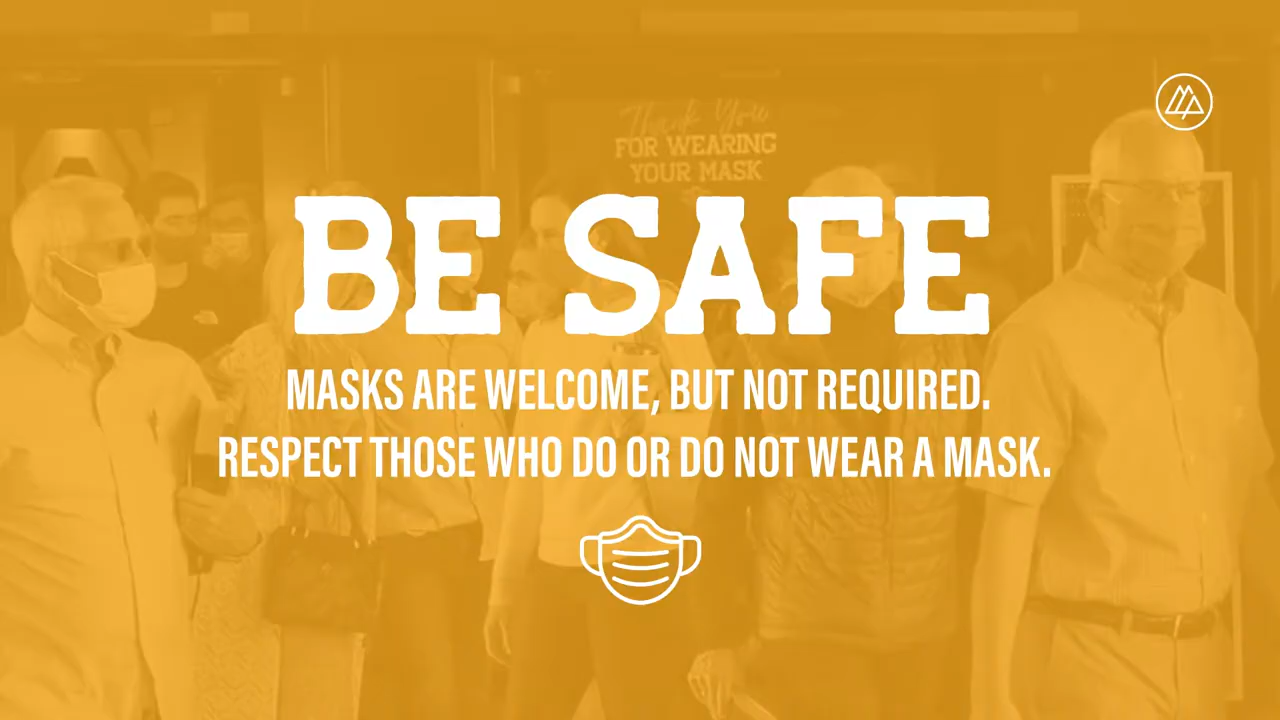 Thank You
FOR WEARING
YOUR MASK
BE SAFE
MASKS ARE WELCOME, BUT NOT REQUIRED.
RESPECT THOSE WHO DO OR DO NOT WEAR A MASK.